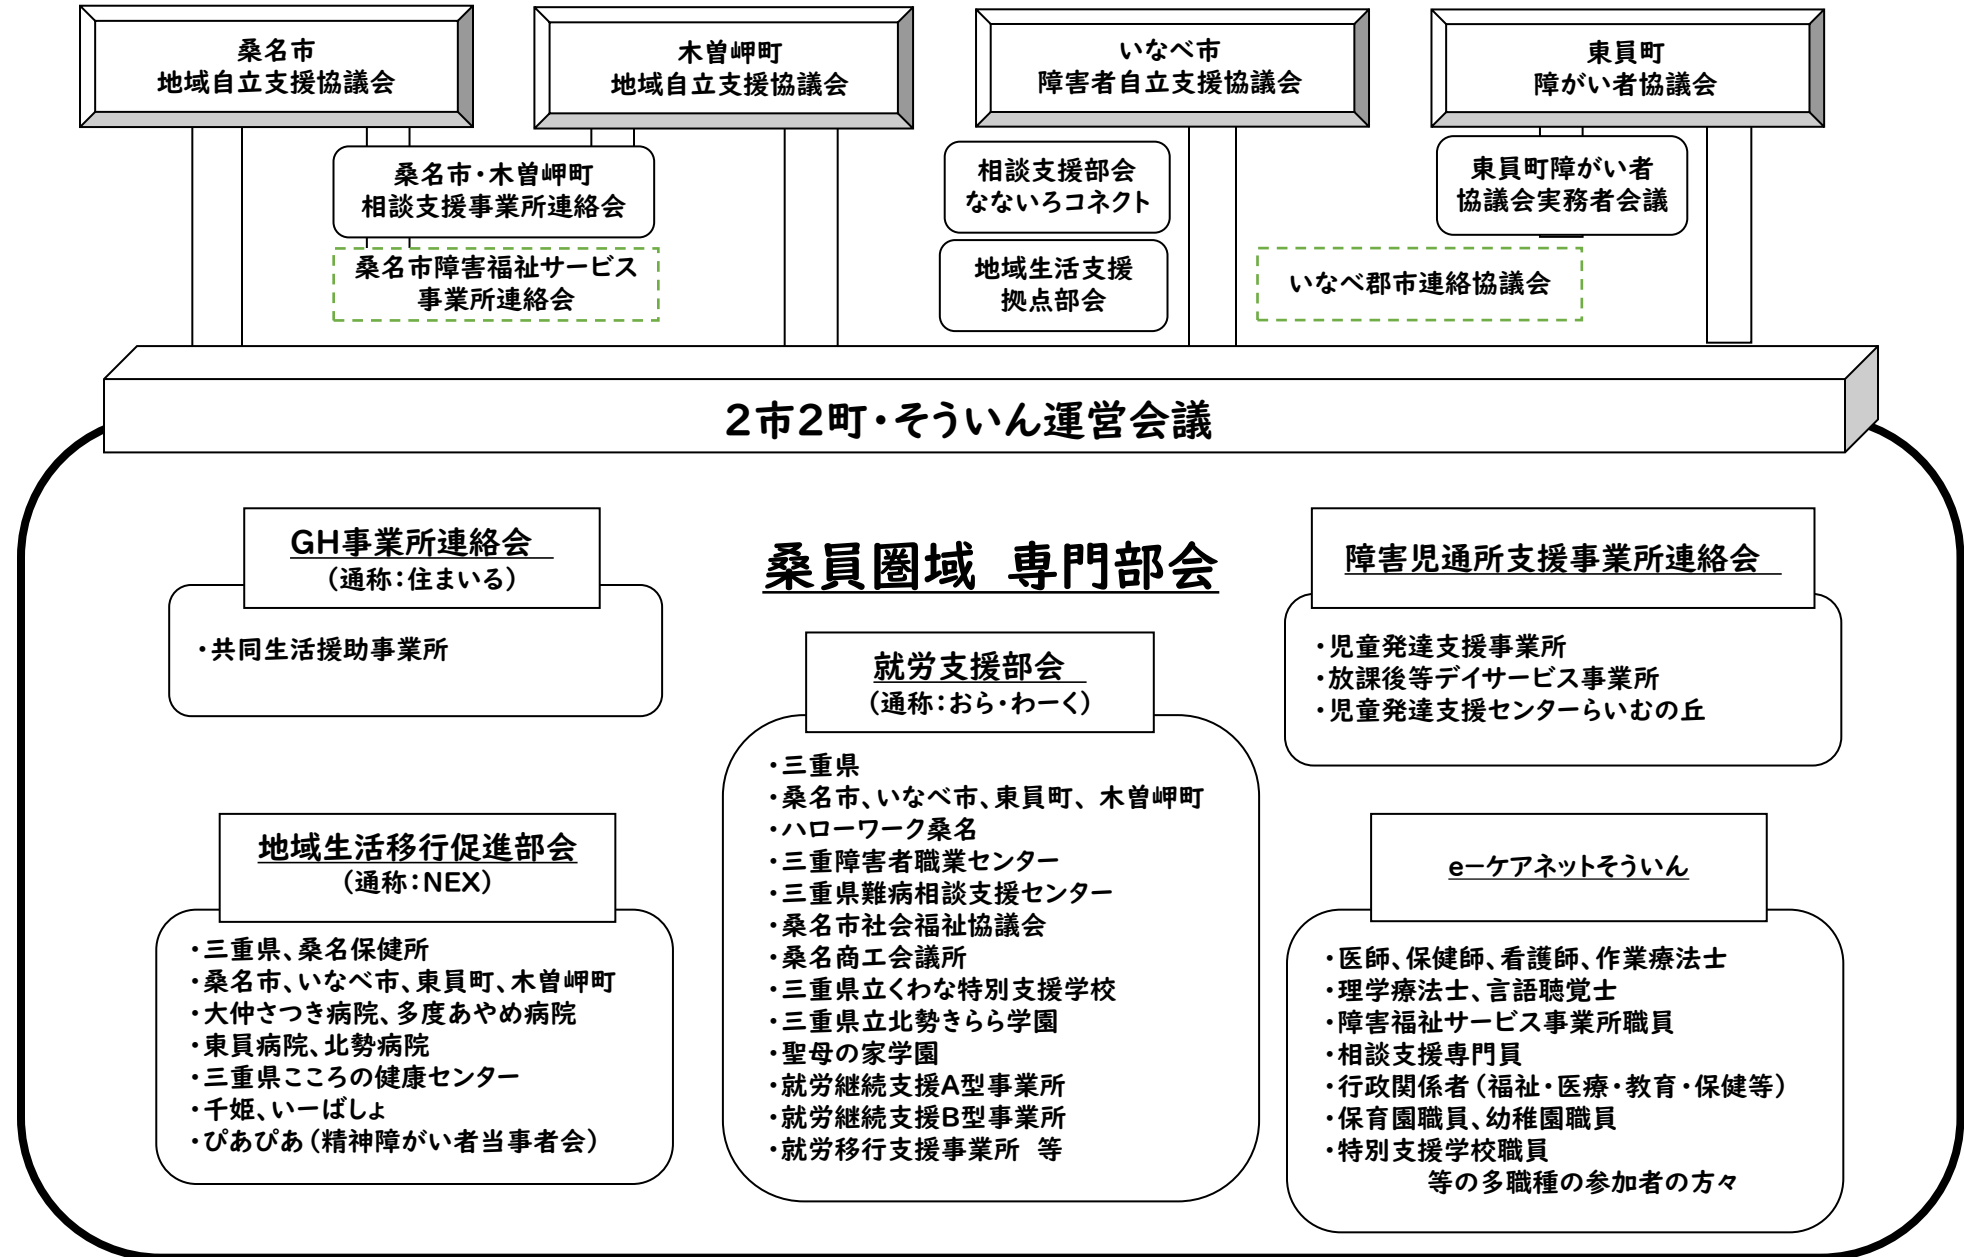 桑名市
地域自立支援協議会
木曽岬町
地域自立支援協議会
いなべ市
障害者自立支援協議会
東員町
障がい者協議会
桑名市・木曽岬町
相談支援事業所連絡会
桑名市障害福祉サービス
事業所連絡会
相談支援部会
なないろコネクト
地域生活支援
拠点部会
東員町障がい者
協議会実務者会議
いなべ郡市連絡協議会
2市2町・そういん運営会議
桑員圏域　専門部会
GH事業所連絡会
（通称：住まいる）
・共同生活援助事業所
地域生活移行促進部会
（通称：NEX）
・三重県、桑名保健所
・桑名市、いなべ市、東員町、木曽岬町
・大仲さつき病院、多度あやめ病院
・東員病院、北勢病院
・三重県こころの健康センター
・千姫、いーばしょ
・ぴあぴあ（精神障がい者当事者会）
就労支援部会
（通称：おら・わーく）
・三重県
・桑名市、いなべ市、東員町、木曽岬町
・ハローワーク桑名
・三重障害者職業センター
・三重県難病相談支援センター
・桑名市社会福祉協議会
・桑名商工会議所
・三重県立くわな特別支援学校
・三重県立北勢きらら学園
・聖母の家学園
・就労継続支援A型事業所
・就労継続支援B型事業所
・就労移行支援事業所　等
障害児通所支援事業所連絡会
・児童発達支援事業所
・放課後等デイサービス事業所
・児童発達支援センターらいむの丘
e−ケアネットそういん
・医師、保健師、看護師、作業療法士
・理学療法士、言語聴覚士
・障害福祉サービス事業所職員
・相談支援専門員
・行政関係者（福祉・医療・教育・保健等）
・保育園職員、幼稚園職員
・特別支援学校職員
等の多職種の参加者の方々